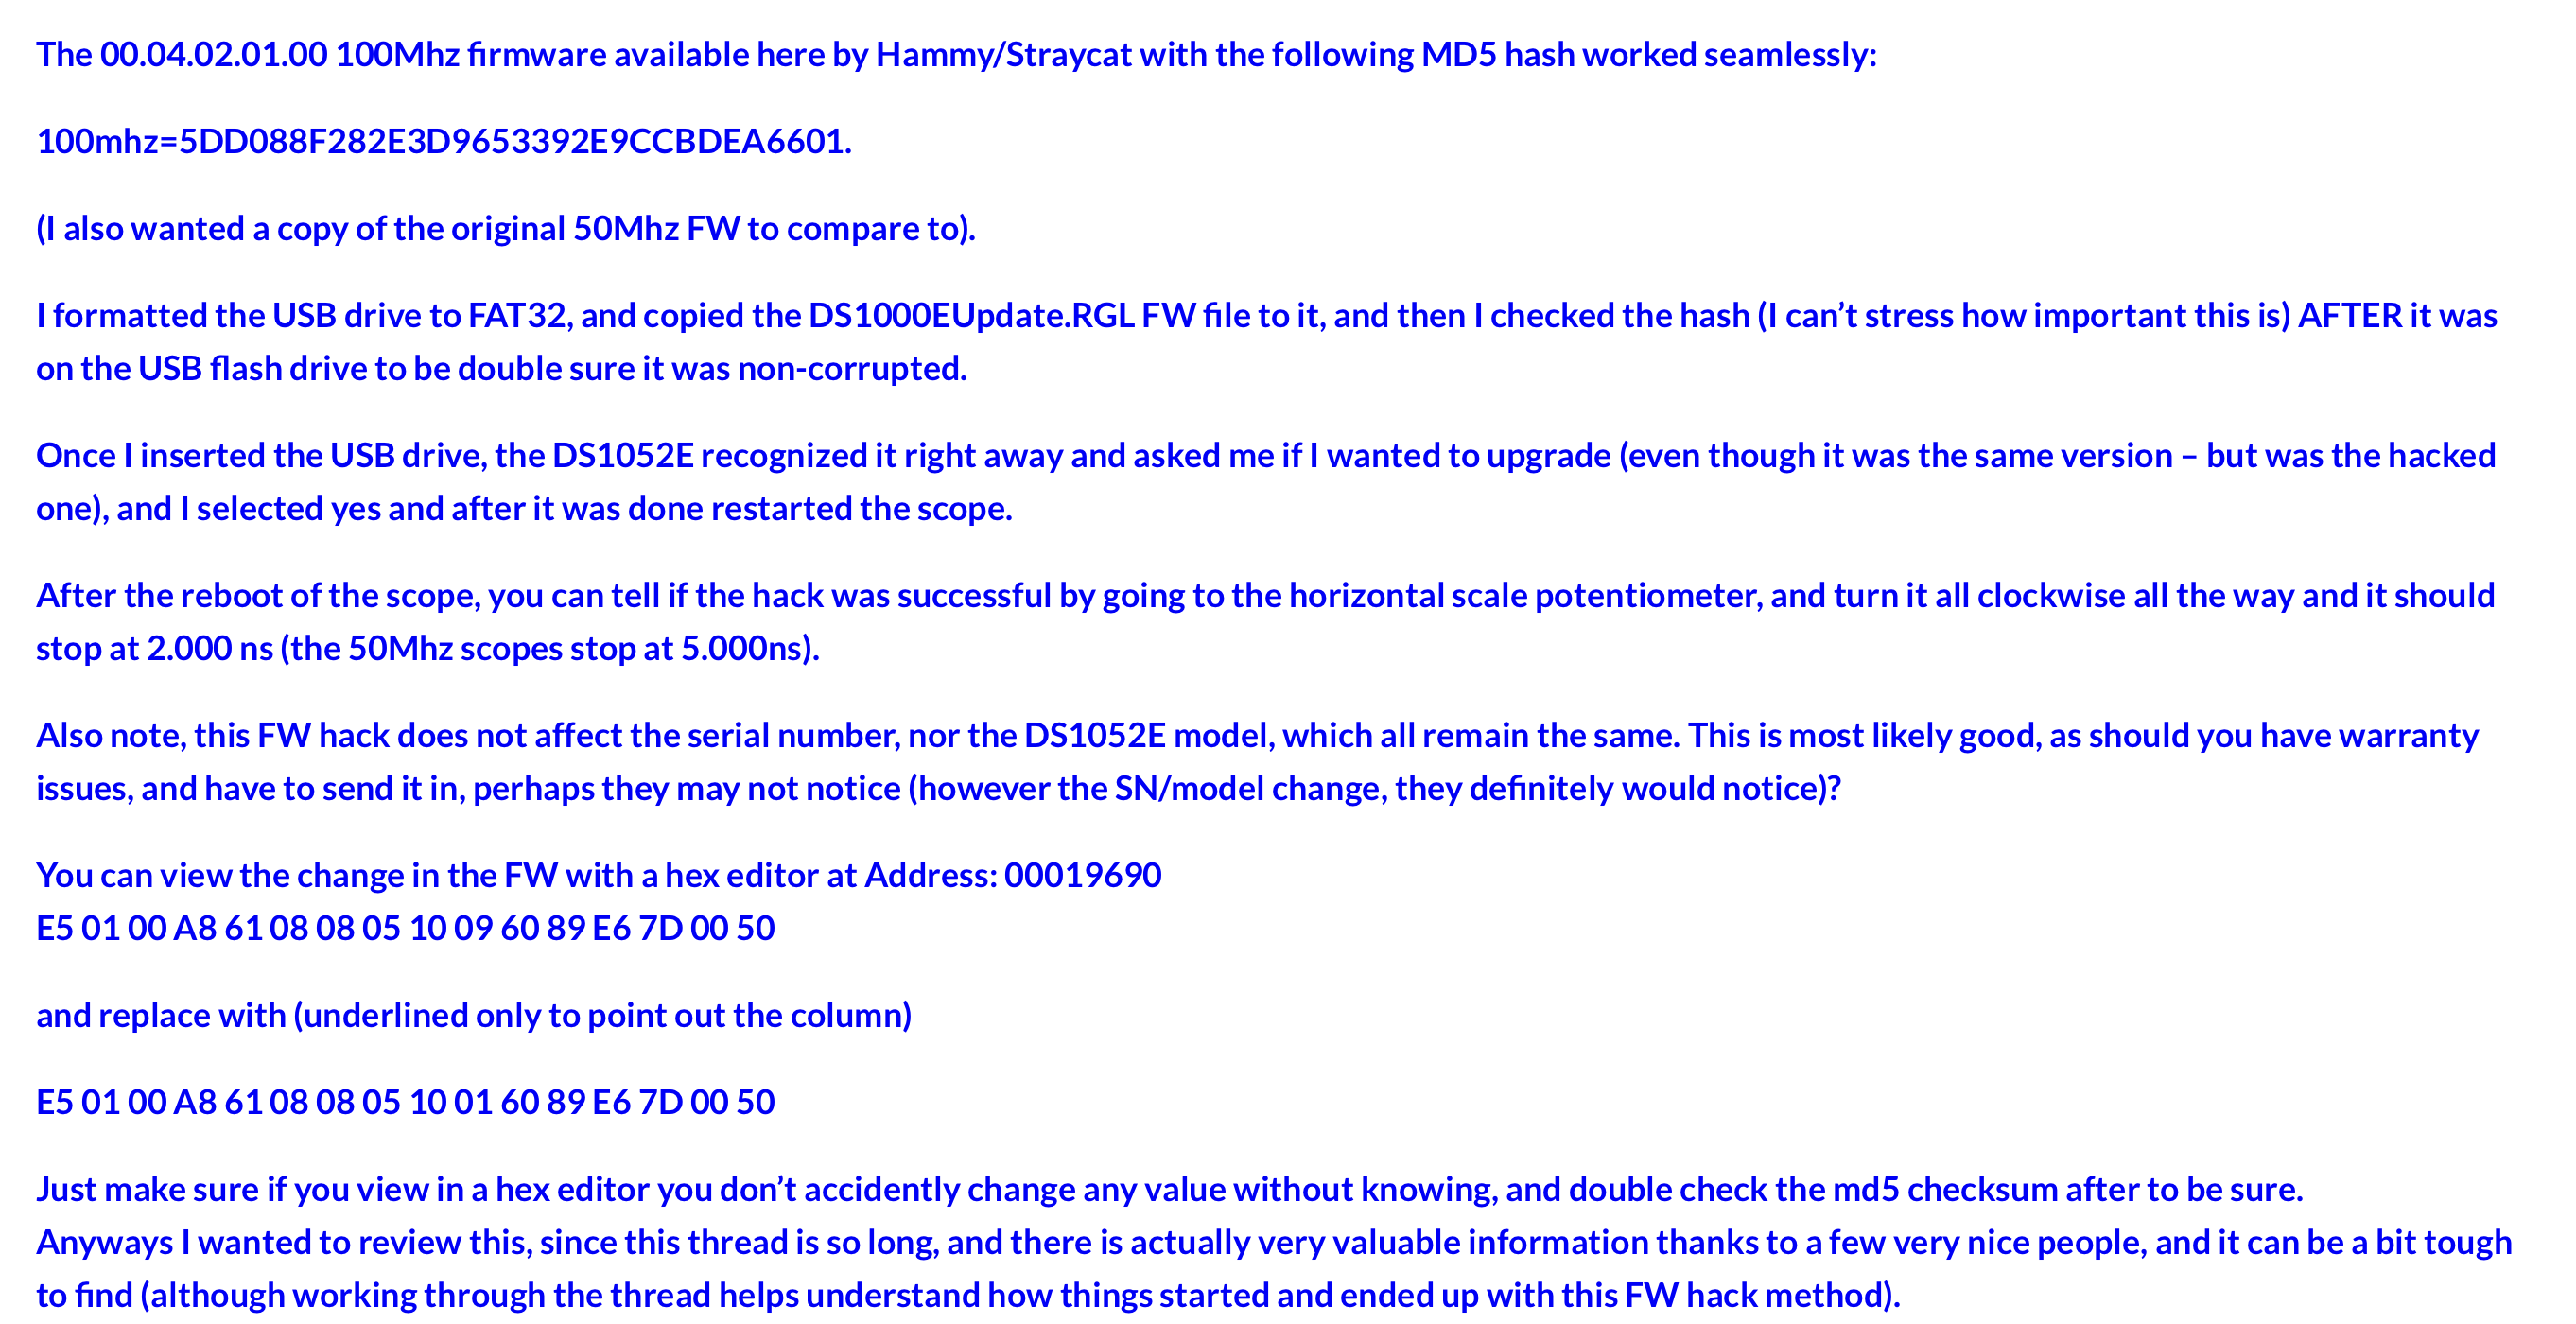 The 00.04.02.01.00 100Mhz firmware available here by Hammy/Straycat with the following MD5 hash worked seamlessly:
100mhz=5DD088F282E3D9653392E9CCBDEA6601.
(I also wanted a copy of the original 50Mhz FW to compare to).
I formatted the USB drive to FAT32, and copied the DS1000EUpdate.RGL FW file to it, and then I checked the hash (I can’t stress how important this is) AFTER it was
on the USB flash drive to be double sure it was non-corrupted.
Once I inserted the USB drive, the DS1052E recognized it right away and asked me if I wanted to upgrade (even though it was the same version – but was the hacked
one), and I selected yes and after it was done restarted the scope.
After the reboot of the scope, you can tell if the hack was successful by going to the horizontal scale potentiometer, and turn it all clockwise all the way and it should
stop at 2.000 ns (the 50Mhz scopes stop at 5.000ns).
Also note, this FW hack does not affect the serial number, nor the DS1052E model, which all remain the same. This is most likely good, as should you have warranty
issues, and have to send it in, perhaps they may not notice (however the SN/model change, they definitely would notice)?
You can view the change in the FW with a hex editor at Address: 00019690
E5 01 00 A8 61 08 08 05 10 09 60 89 E6 7D 00 50
and replace with (underlined only to point out the column)
E5 01 00 A8 61 08 08 05 10 01 60 89 E6 7D 00 50
Just make sure if you view in a hex editor you don’t accidently change any value without knowing, and double check the md5 checksum after to be sure.
Anyways I wanted to review this, since this thread is so long, and there is actually very valuable information thanks to a few very nice people, and it can be a bit tough
to find (although working through the thread helps understand how things started and ended up with this FW hack method).